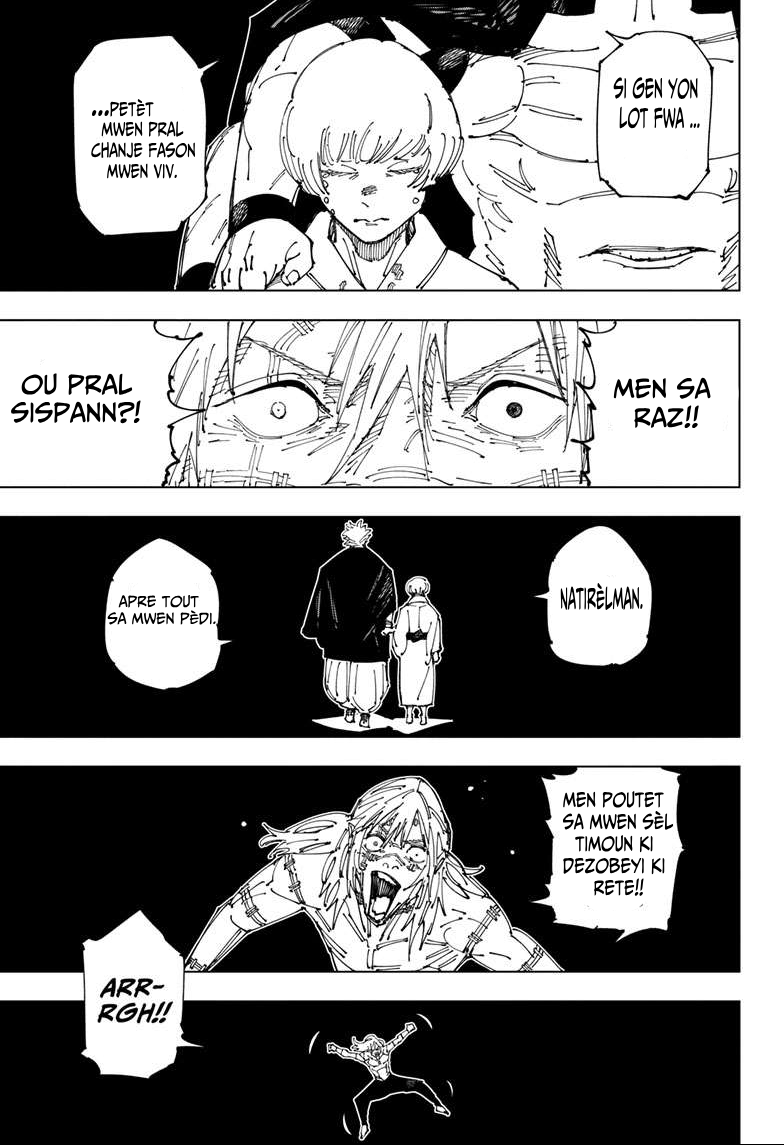 SI GEN YON
LOT FWA ...
...PETÈT
MWEN PRAL
CHANJE FASON
MWEN VIV.
MEN SA
RAZ!!
OU PRAL
SISPANN?!
NATIRÈLMAN.
APRE TOUT
SA MWEN PÈDI.
MEN POUTET
SA MWEN SÈL
TIMOUN KI
DEZOBEYI KI
RETE!!
ARR-
RGH!!